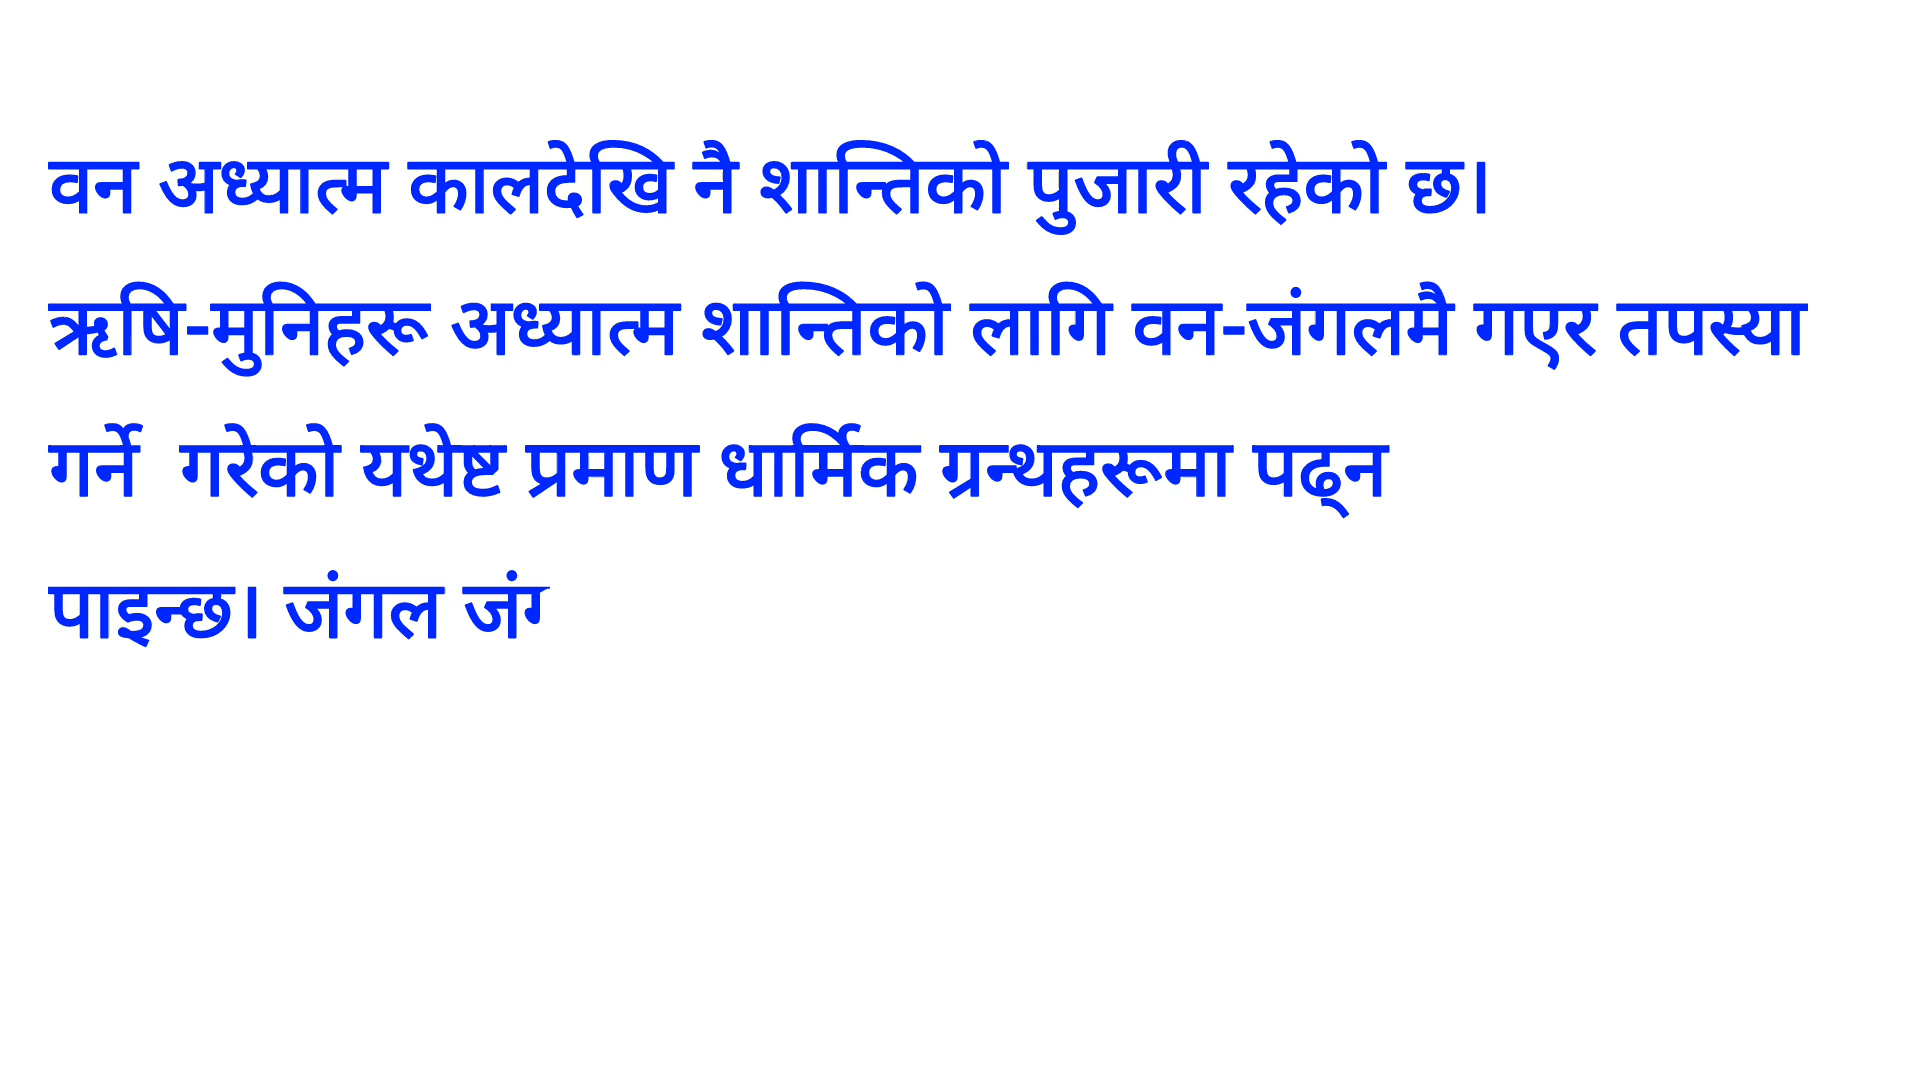 वन अध्यात्म कालदेखि नै शान्तिको पुजारी रहेको छ।
ऋषि-मुनिहरू अध्यात्म शान्तिको लागि वन-जंगलमै गएर तपस्या
गर्ने  गरेको यथेष्ट प्रमाण धार्मिक ग्रन्थहरूमा पढ्न
पाइन्छ। जंगल